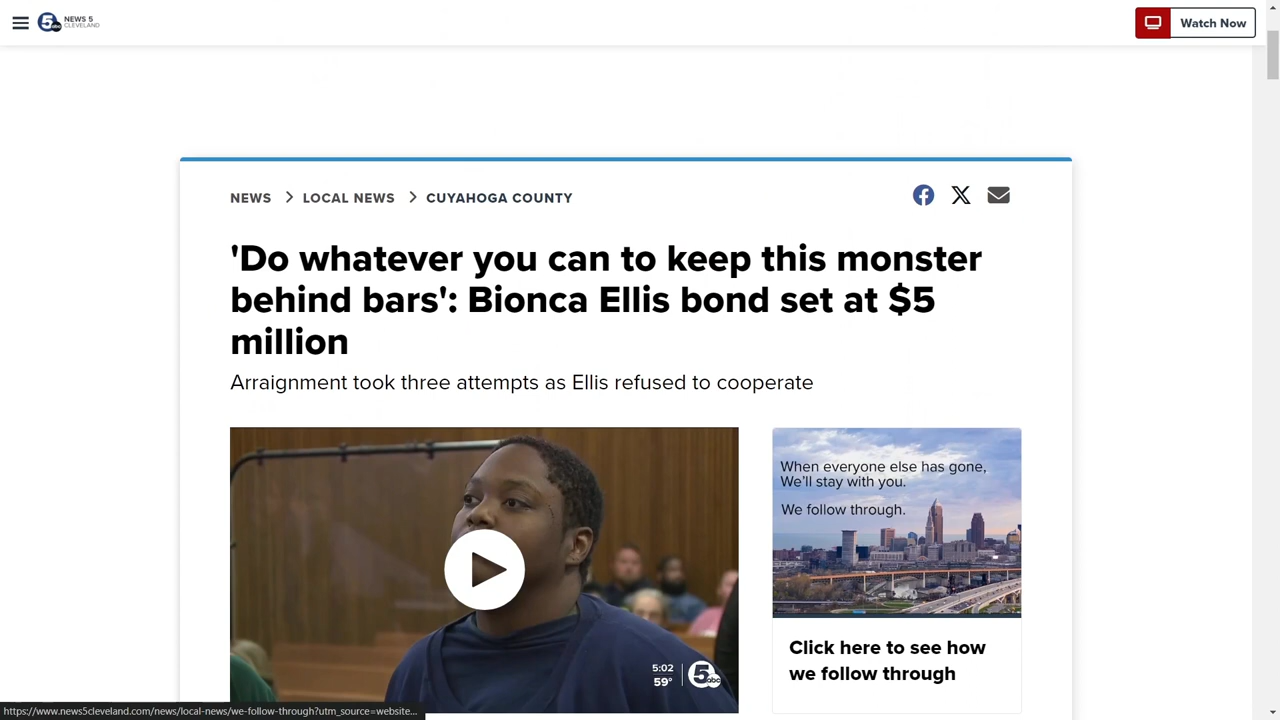 NEWS 5
CLEVELAND
Watch Now
NEWS > LOCAL NEWS > CUYAHOGA COUNTY
'Do whatever you can to keep this monster
behind bars': Bionca Ellis bond set at $5
million
Arraignment took three attempts as Ellis refused to cooperate
5:02
59°
5 abc
When everyone else has gone,
We'll stay with you.
We follow through.
Click here to see how
we follow through
https://www.news5cleveland.com/news/local-news/we-follow-through?utm_source=website...